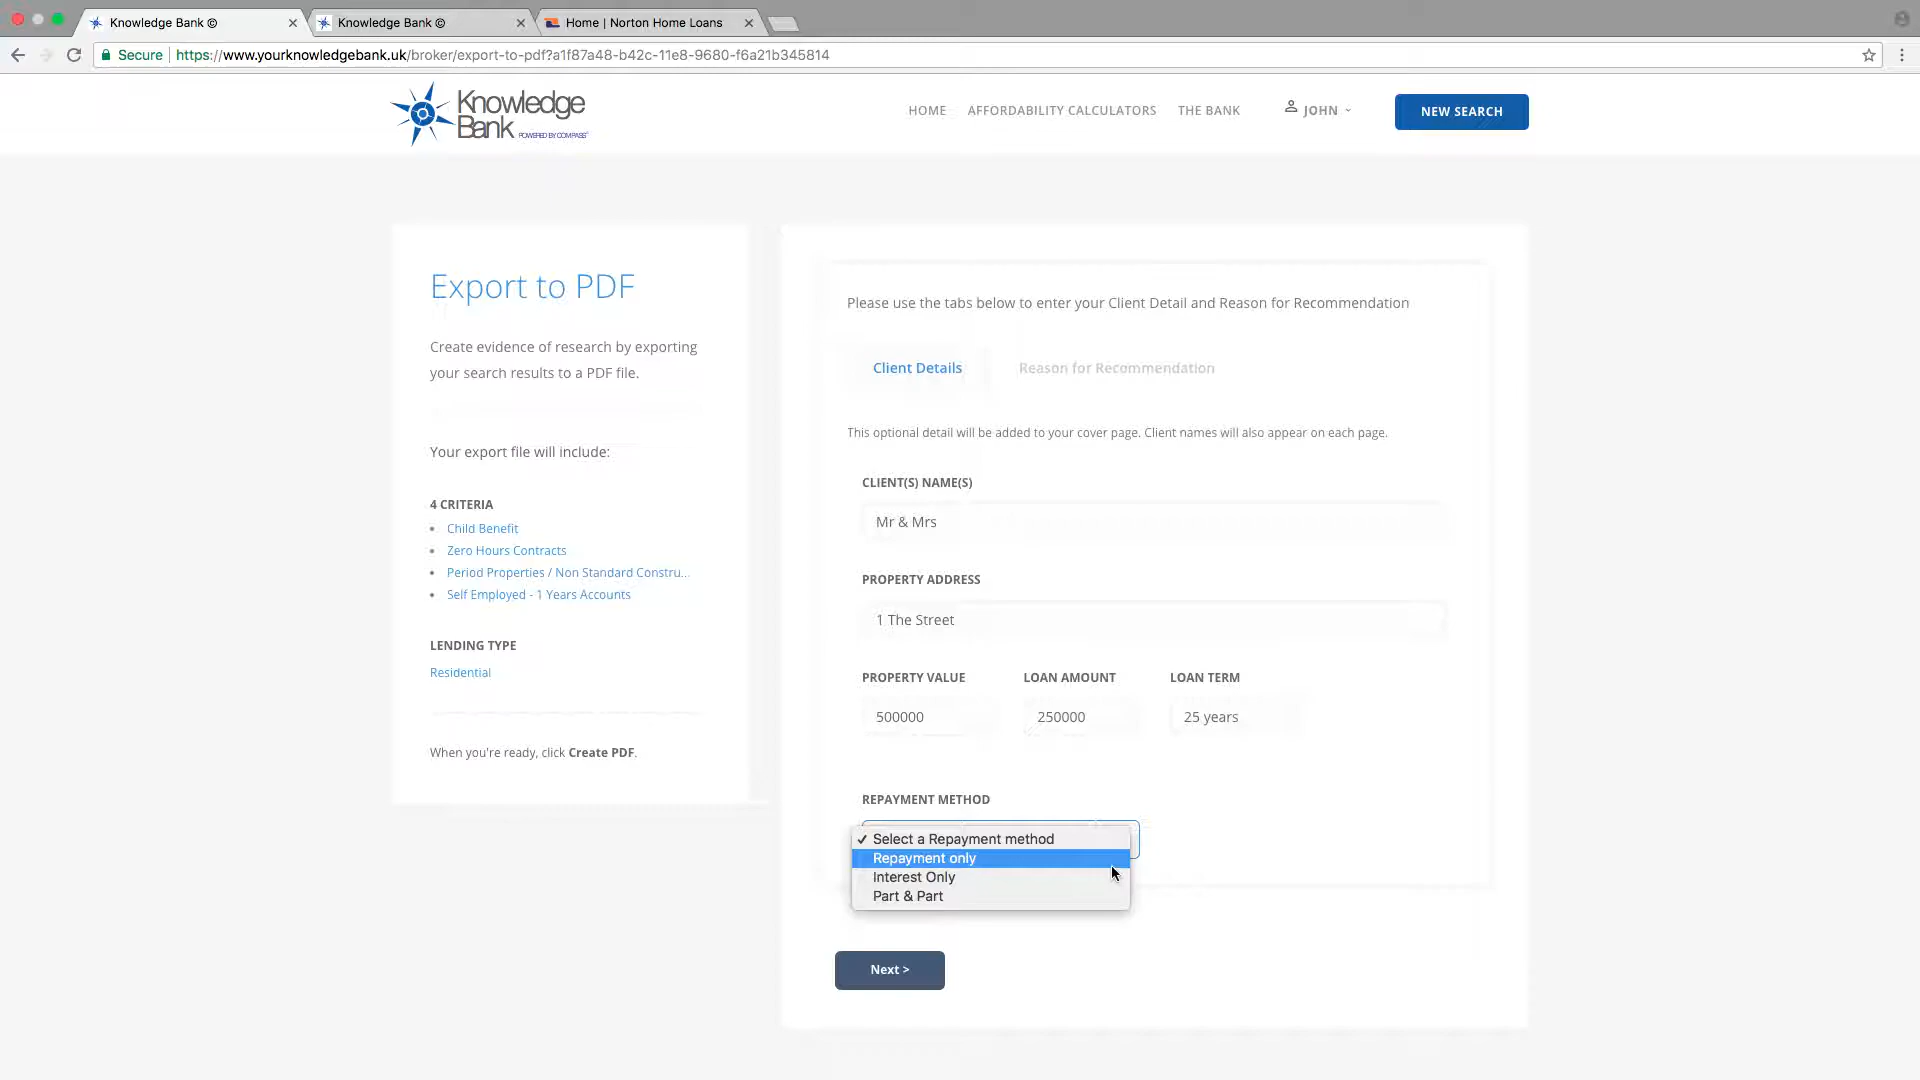 Knowledge Bank ©
Knowledge Bank ©
Home | Norton Home Loans
Secure
https://www.yourknowledgebank.uk/broker/export-to-pdf?a1f87a48-b42c-11e8-9680-f6a21b345814
Knowledge
Bank POWERED BY COMPASS
HOME
AFFORDABILITY CALCULATORS
THE BANK
JOHN
NEW SEARCH
Export to PDF
Create evidence of research by exporting
your search results to a PDF file.
Your export file will include:
4 CRITERIA
• Child Benefit
• Zero Hours Contracts
• Period Properties / Non Standard Constru...
• Self Employed - 1 Years Accounts
LENDING TYPE
Residential
When you're ready, click Create PDF.
Please use the tabs below to enter your Client Detail and Reason for Recommendation
Client Details
Reason for Recommendation
This optional detail will be added to your cover page. Client names will also appear on each page.
CLIENT(S) NAME(S)
Mr & Mrs
PROPERTY ADDRESS
1 The Street
PROPERTY VALUE
LOAN AMOUNT
LOAN TERM
500000
250000
25 years
REPAYMENT METHOD
✓ Select a Repayment method
Repayment only
Interest Only
Part & Part
Next >